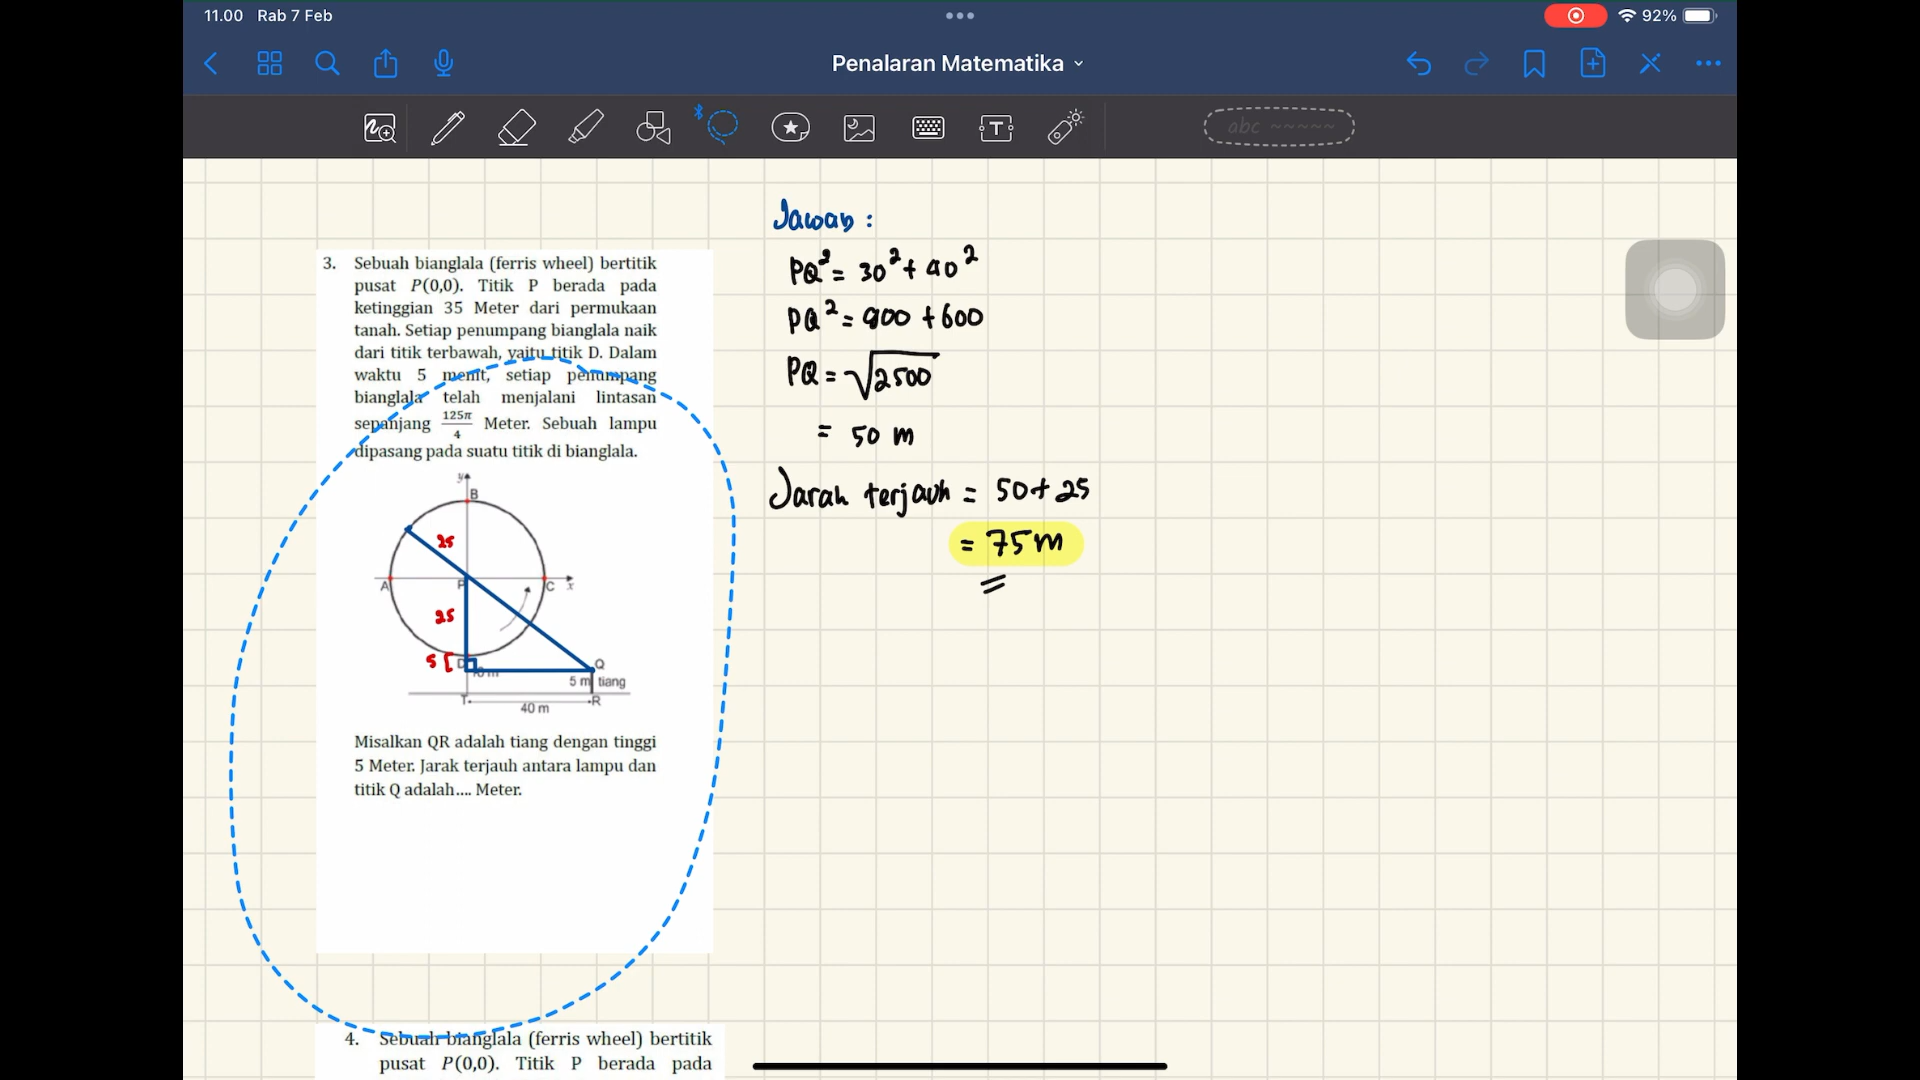 11.00 Rab 7 Feb
92%
Penalaran Matematika
abc
Jawab :
PQ² = 30² + 40²
PQ² = 900 + 600
PQ = √2500
= 50 m
Jarak terjauh = 50 + 25
= 75 m
3. Sebuah bianglala (ferris wheel) bertitik
pusat P(0,0). Titik P berada pada
ketinggian 35 Meter dari permukaan
tanah. Setiap penumpang bianglala naik
dari titik terbawah, yaitu titik D. Dalam
waktu 5 menit, setiap penumpang
bianglala telah menjalani lintasan
sepanjang 125π/4 Meter. Sebuah lampu
dipasang pada suatu titik di bianglala.
y
B
25
A P C x
25
5 [ D Q
5 m tiang
T R
40 m
Misalkan QR adalah tiang dengan tinggi
5 Meter. Jarak terjauh antara lampu dan
titik Q adalah.... Meter.
4. Sebuah bianglala (ferris wheel) bertitik
pusat P(0,0). Titik P berada pada